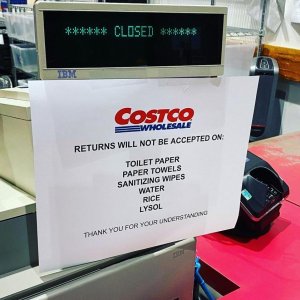 ****** CLOSED ******
IBM
COSTCO
WHOLESALE
RETURNS WILL NOT BE ACCEPTED ON:
TOILET PAPER
PAPER TOWELS
SANITIZING WIPES
WATER
RICE
LYSOL
THANK YOU FOR YOUR UNDERSTANDING
IBM